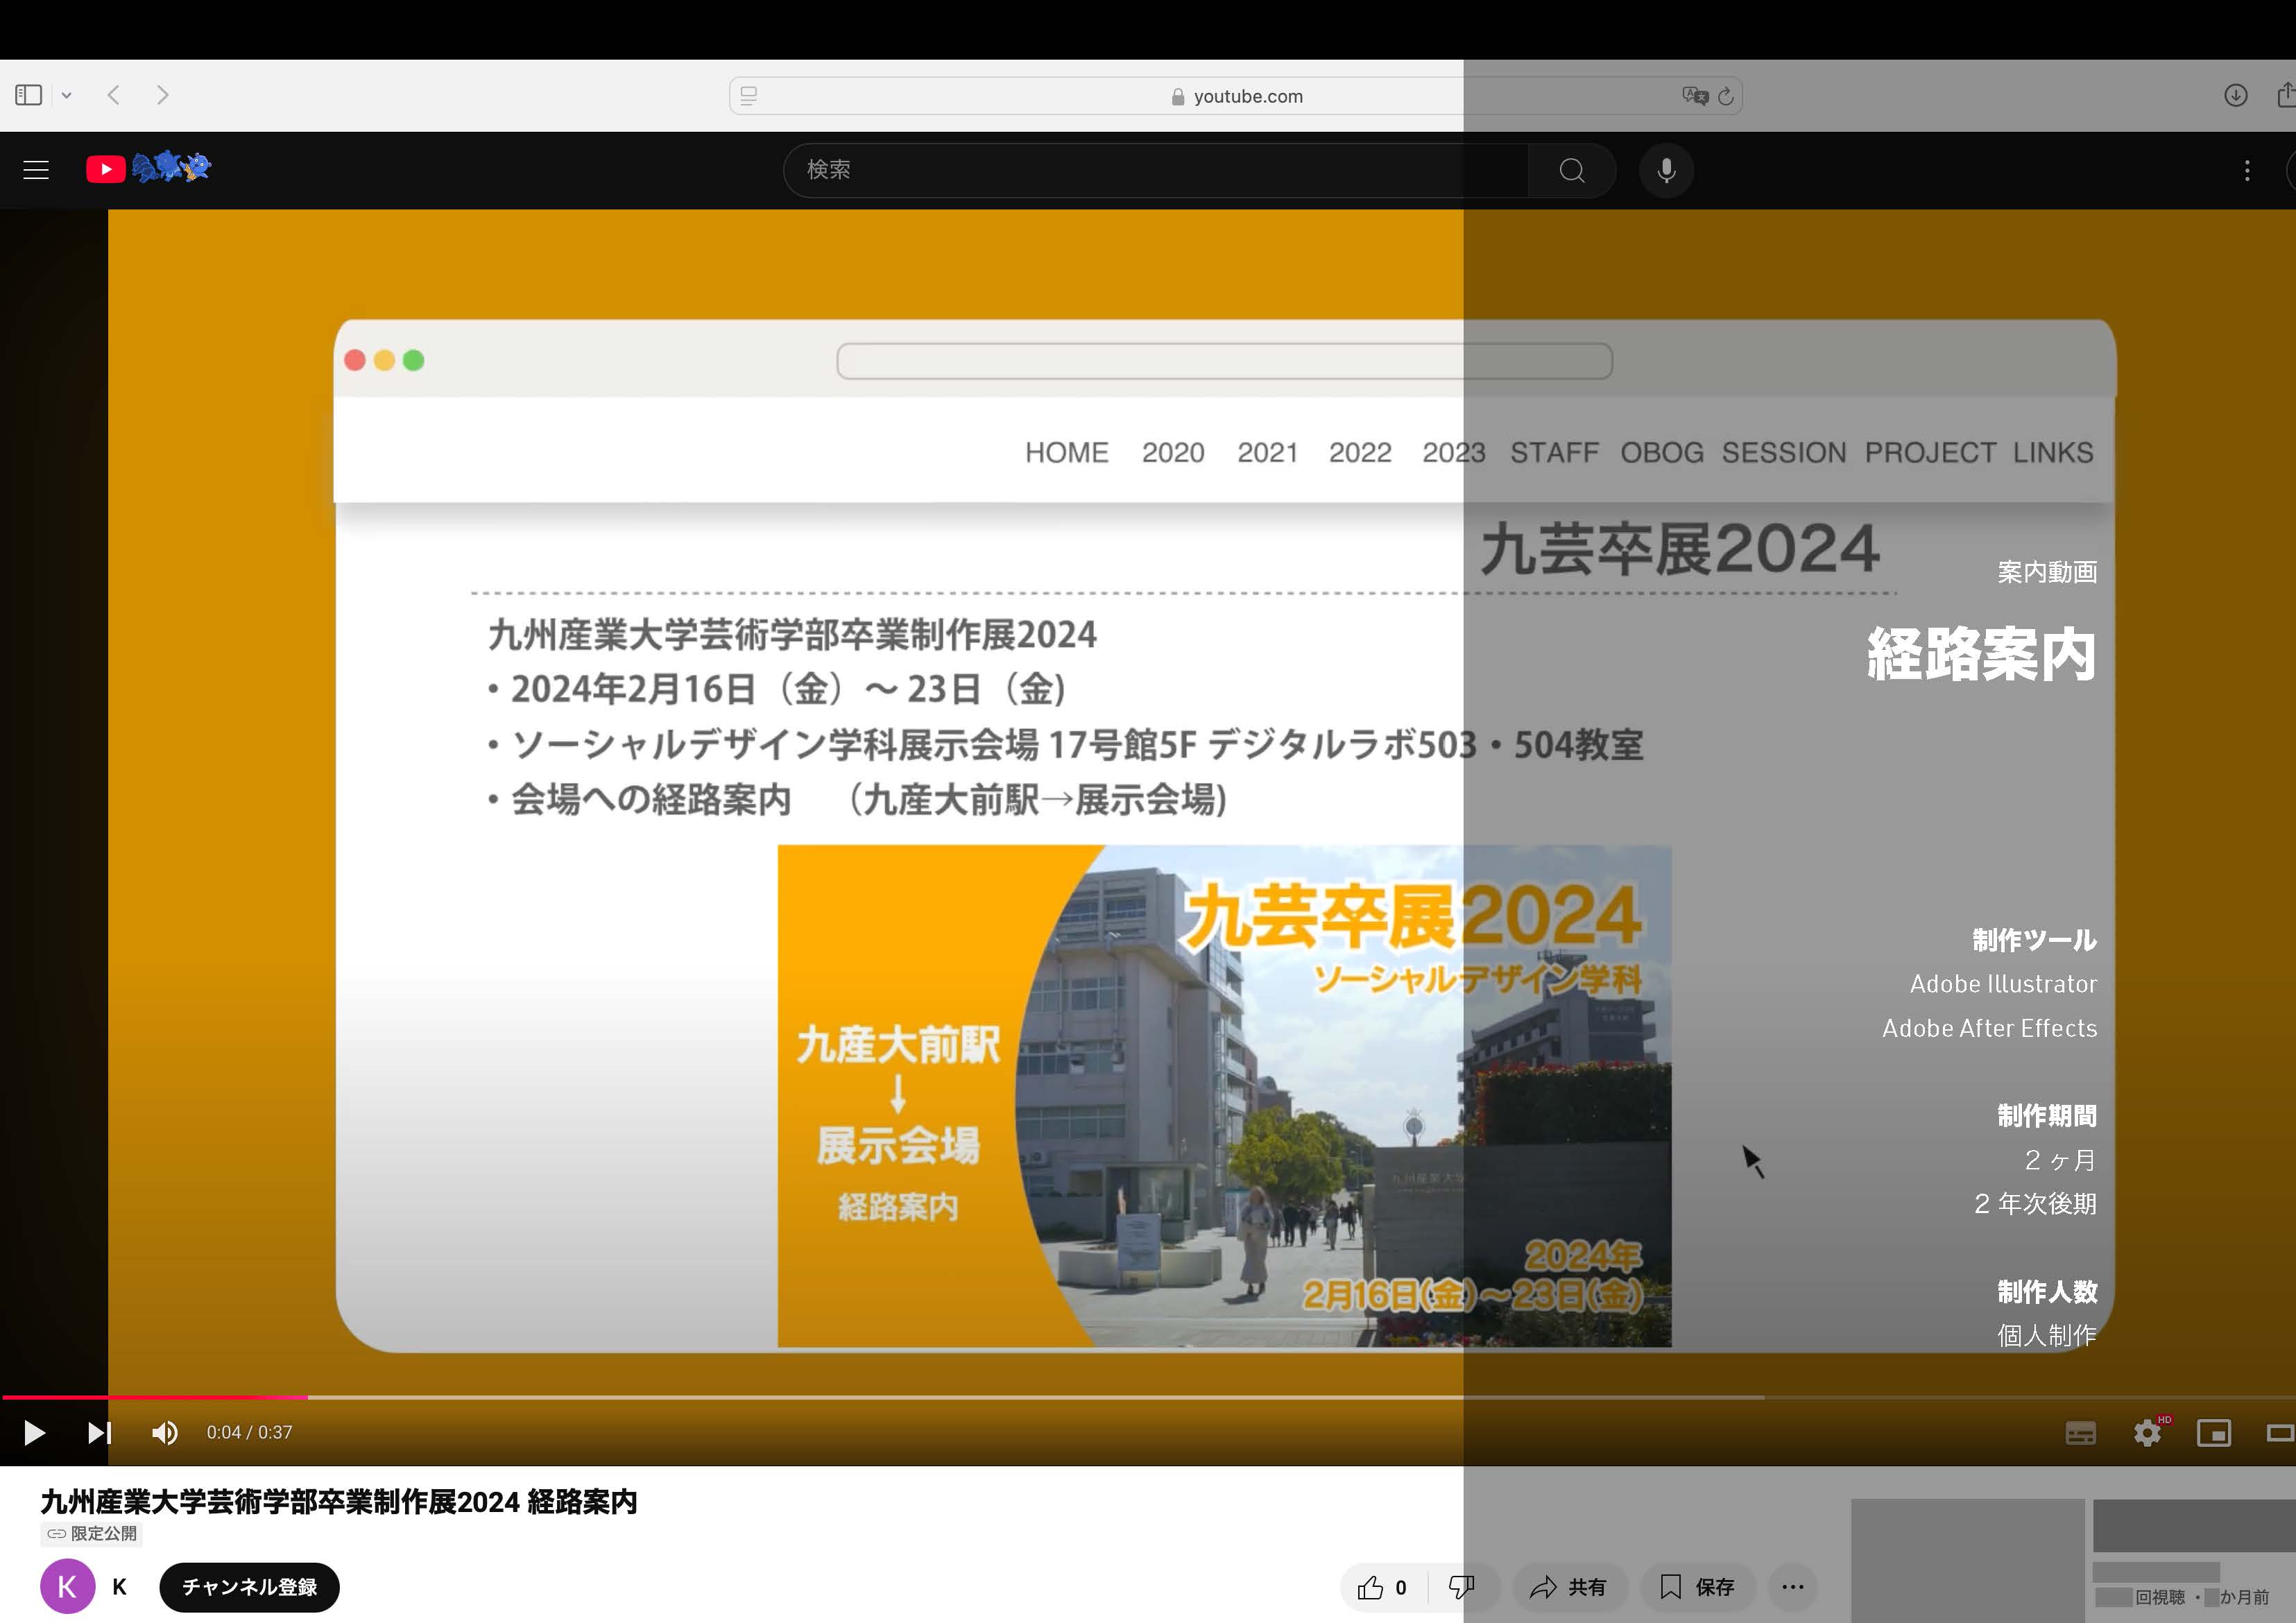 youtube.com
検索
HOME 2020 2021 2022 2023 STAFF OBOG SESSION PROJECT LINKS
九芸卒展2024
九州産業大学芸術学部卒業制作展2024
・2024年2月16日（金）～23日（金)
・ソーシャルデザイン学科展示会場 17号館5F デジタルラボ503・504教室
・会場への経路案内　（九産大前駅→展示会場)
九芸卒展2024
ソーシャルデザイン学科
九産大前駅
↓
展示会場
経路案内
九州産業大学
2024年
2月16日(金)～23日(金)
案内動画
経路案内
制作ツール
Adobe Illustrator
Adobe After Effects
制作期間
２ヶ月
２年次後期
制作人数
個人制作
0:04 / 0:37
HD
九州産業大学芸術学部卒業制作展2024 経路案内
限定公開
K
K
チャンネル登録
0
共有
保存
回視聴・
か月前